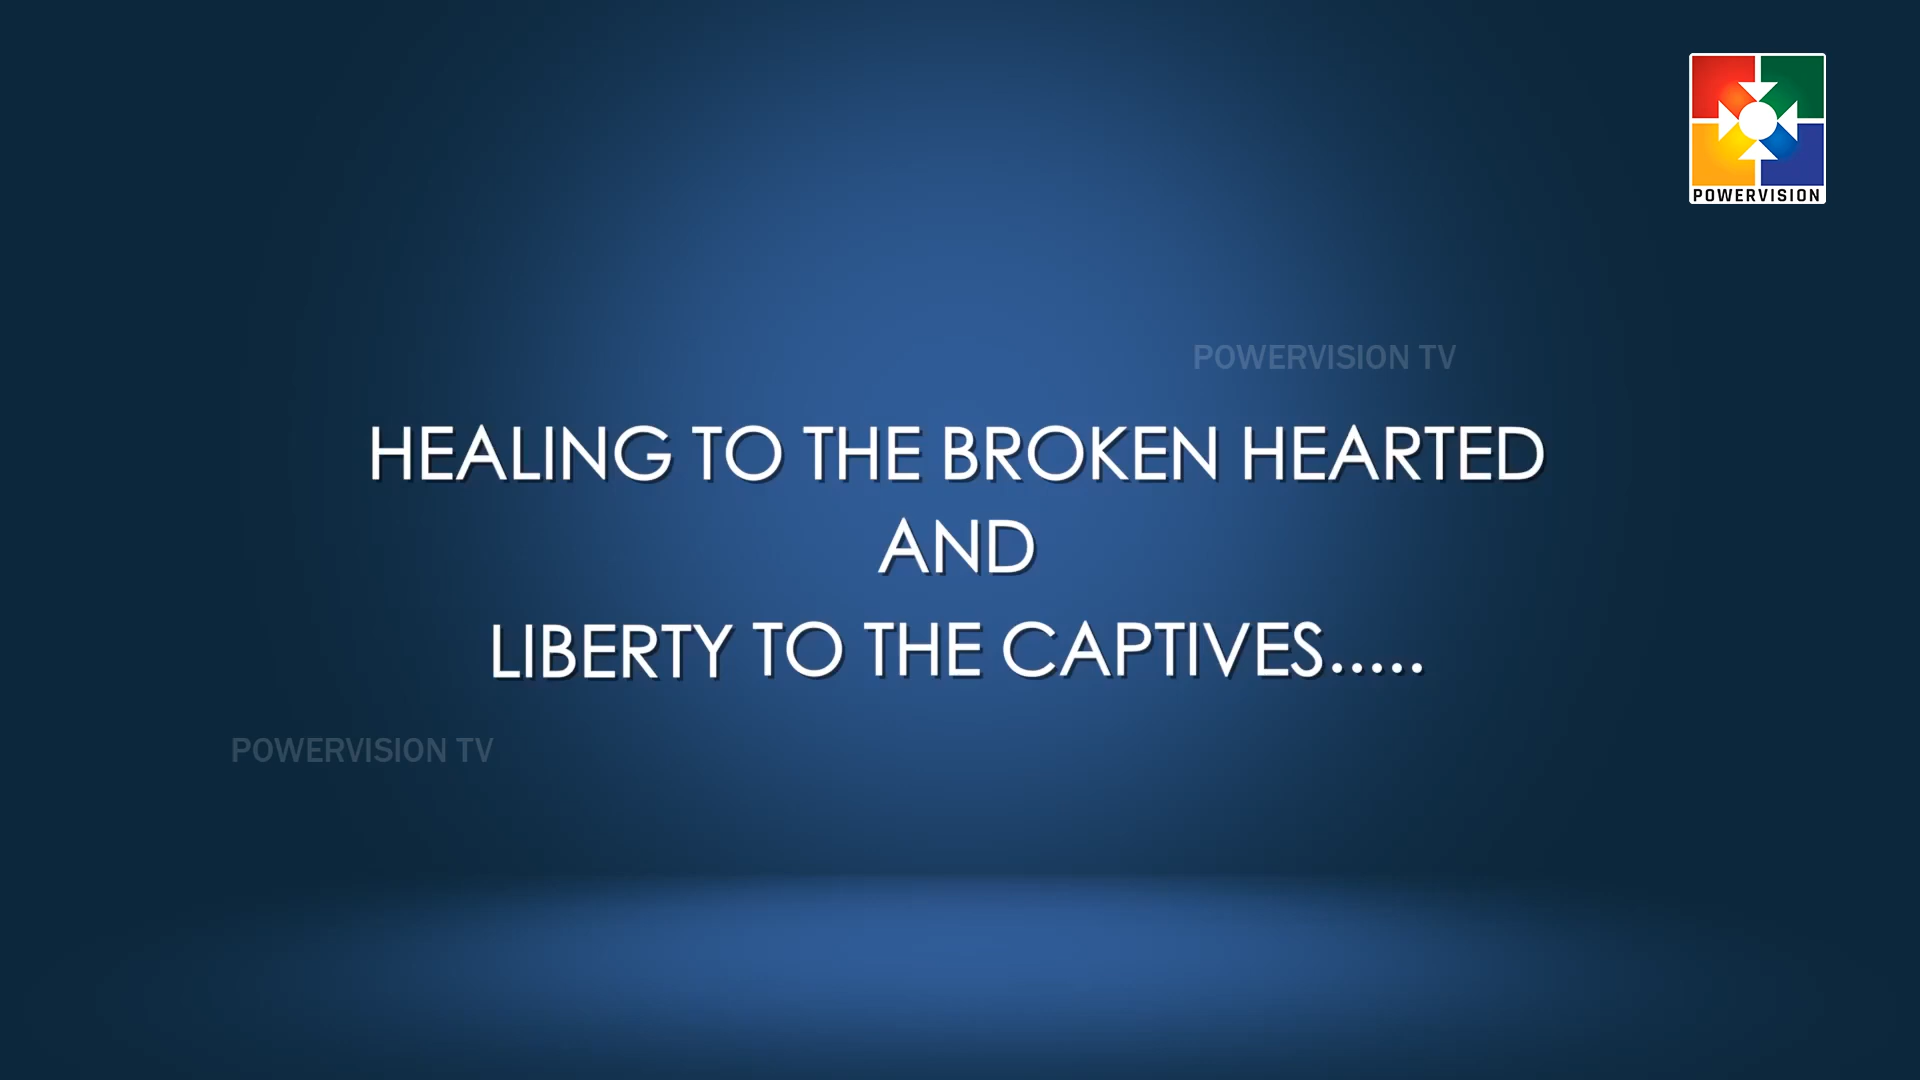 POWERVISION
POWERVISION TV
HEALING TO THE BROKEN HEARTED
AND
LIBERTY TO THE CAPTIVES.....
POWERVISION TV